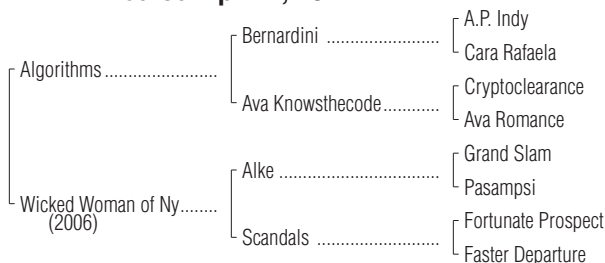 A.P. Indy
Bernardini
Cara Rafaela
Algorithms
Cryptoclearance
Ava Knowsthecode
Ava Romance
Grand Slam
Alke
Pasampsi
Wicked Woman of Ny
(2006)
Fortunate Prospect
Scandals
Faster Departure